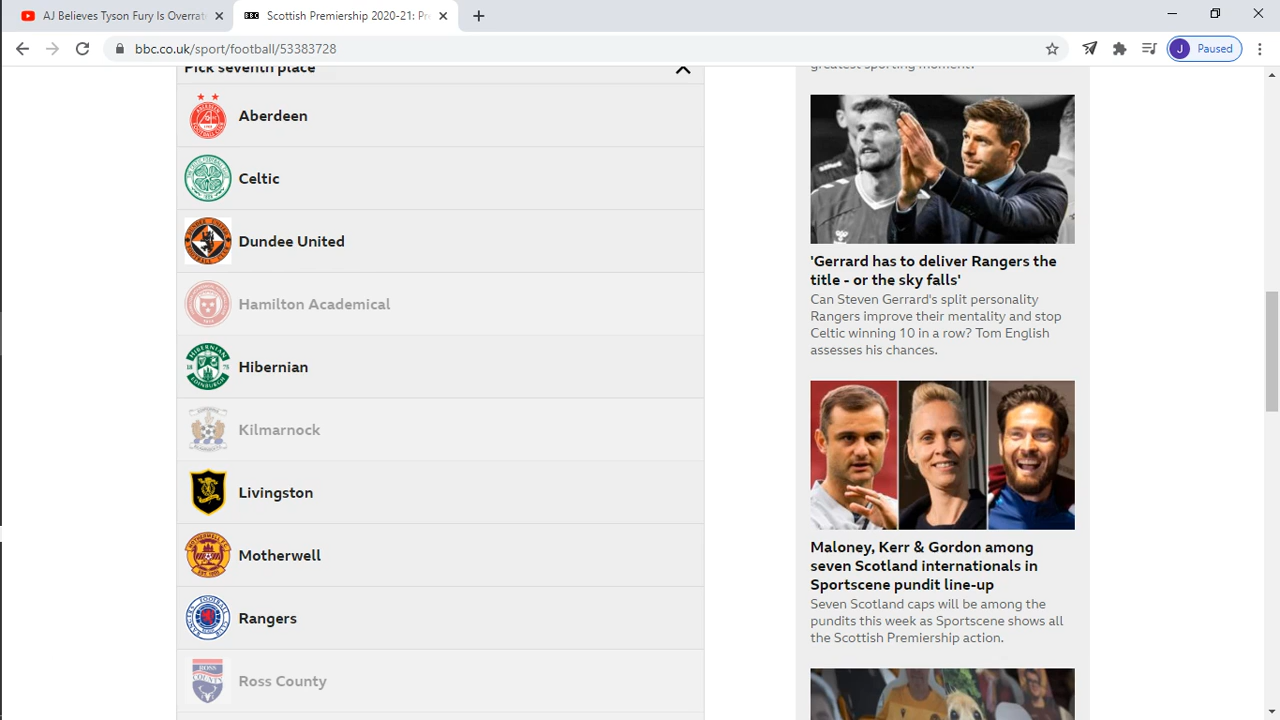 AJ Believes Tyson Fury Is Overrat
Scottish Premiership 2020-21: Pr
bbc.co.uk/sport/football/53383728
J
Paused
Pick seventh place
Aberdeen
Celtic
Dundee United
Hamilton Academical
Hibernian
Kilmarnock
Livingston
Motherwell
Rangers
Ross County
greatest sporting moment.
'Gerrard has to deliver Rangers the
title - or the sky falls'
Can Steven Gerrard's split personality
Rangers improve their mentality and stop
Celtic winning 10 in a row? Tom English
assesses his chances.
Maloney, Kerr & Gordon among
seven Scotland internationals in
Sportscene pundit line-up
Seven Scotland caps will be among the
pundits this week as Sportscene shows all
the Scottish Premiership action.